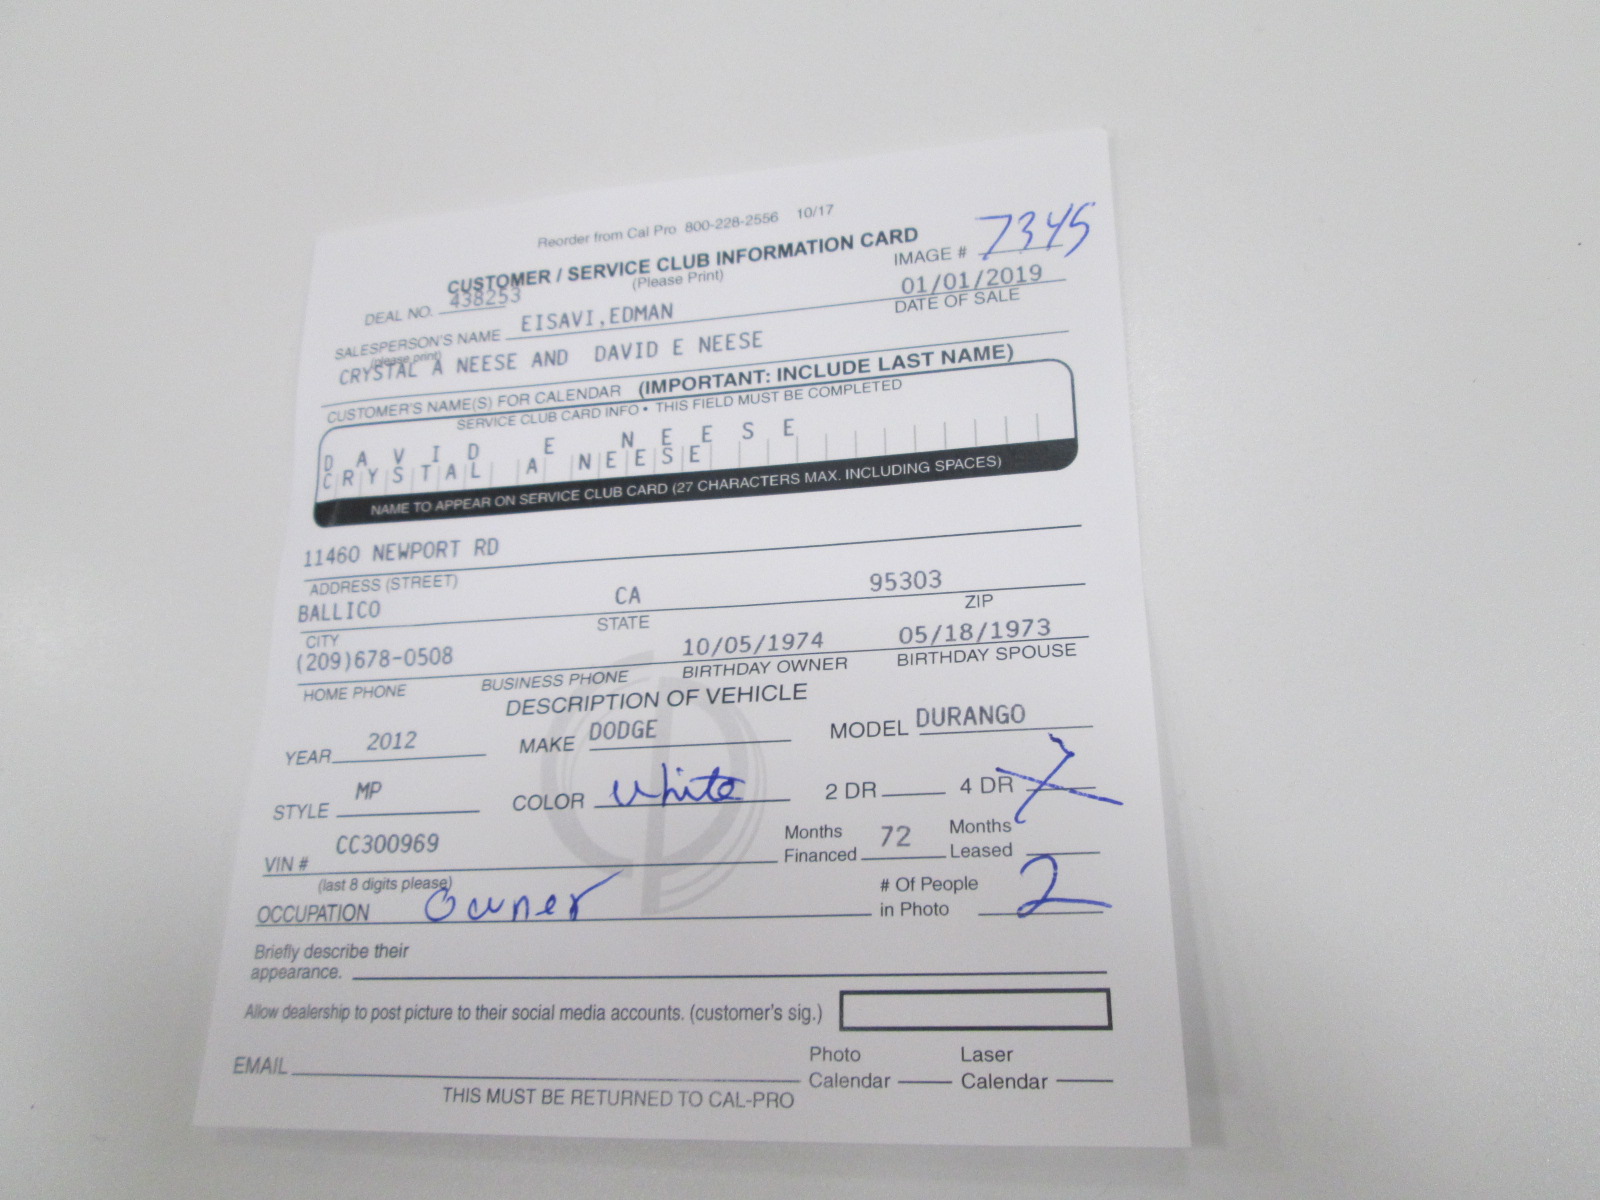 Reorder from Cal Pro 800-228-2556 10/17
CUSTOMER / SERVICE CLUB INFORMATION CARD
(Please Print)
IMAGE # 7345
DEAL NO. 438253
01/01/2019
DATE OF SALE
SALESPERSON'S NAME EISAVI,EDMAN
(please print)
CRYSTAL A NEESE AND DAVID E NEESE
CUSTOMER'S NAME(S) FOR CALENDAR (IMPORTANT: INCLUDE LAST NAME)
SERVICE CLUB CARD INFO • THIS FIELD MUST BE COMPLETED
DAVID E NEESE
CRYSTAL A NEESE
NAME TO APPEAR ON SERVICE CLUB CARD (27 CHARACTERS MAX. INCLUDING SPACES)
11460 NEWPORT RD
ADDRESS (STREET)
BALLICO CA 95303
CITY STATE ZIP
(209)678-0508 10/05/1974 05/18/1973
HOME PHONE BUSINESS PHONE BIRTHDAY OWNER BIRTHDAY SPOUSE
DESCRIPTION OF VEHICLE
YEAR 2012 MAKE DODGE MODEL DURANGO
STYLE MP COLOR White 2 DR 4 DR X
VIN # CC300969 Months Financed 72 Months Leased
(last 8 digits please)
OCCUPATION Owner # Of People in Photo 2
Briefly describe their
appearance.
Allow dealership to post picture to their social media accounts. (customer's sig.)
EMAIL Photo Calendar Laser Calendar
THIS MUST BE RETURNED TO CAL-PRO